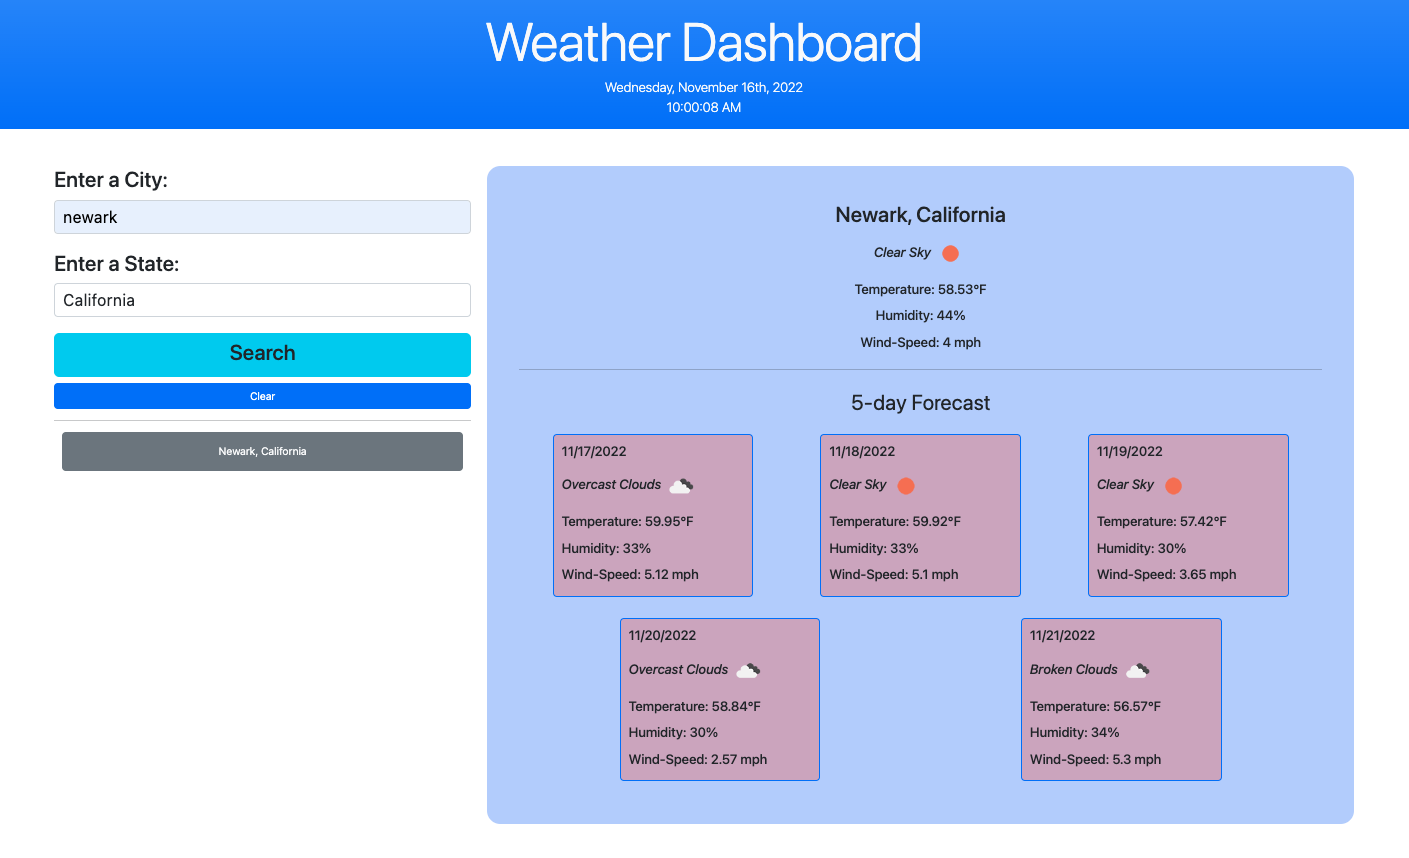 Weather Dashboard
Wednesday, November 16th, 2022
10:00:08 AM
Enter a City:
newark
Enter a State:
California
Search
Clear
Newark, California
Newark, California
Clear Sky
Temperature: 58.53°F
Humidity: 44%
Wind-Speed: 4 mph
5-day Forecast
11/17/2022
Overcast Clouds
Temperature: 59.95°F
Humidity: 33%
Wind-Speed: 5.12 mph
11/18/2022
Clear Sky
Temperature: 59.92°F
Humidity: 33%
Wind-Speed: 5.1 mph
11/19/2022
Clear Sky
Temperature: 57.42°F
Humidity: 30%
Wind-Speed: 3.65 mph
11/20/2022
Overcast Clouds
Temperature: 58.84°F
Humidity: 30%
Wind-Speed: 2.57 mph
11/21/2022
Broken Clouds
Temperature: 56.57°F
Humidity: 34%
Wind-Speed: 5.3 mph